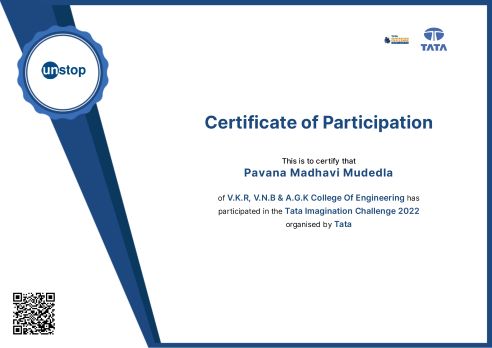 unstop
TATA
Certificate of Participation
This is to certify that
Pavana Madhavi Mudedla
of V.K.R, V.N.B & A.G.K College Of Engineering has
participated in the Tata Imagination Challenge 2022
organised by Tata